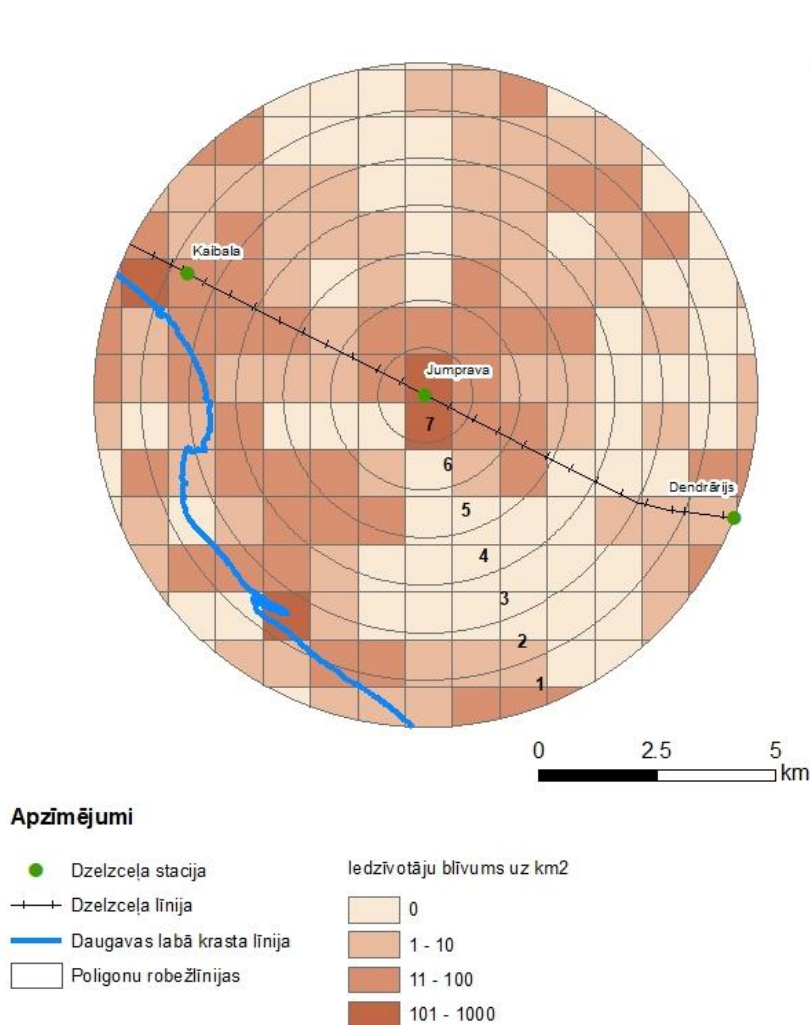 Kaibala
Jumprava
7
6
Dendrārijs
5
4
3
2
1
0 2.5 5
km
Apzīmējumi
Dzelzceļa stacija
Dzelzceļa līnija
Daugavas labā krasta līnija
Poligonu robežlīnijas
Iedzīvotāju blīvums uz km2
0
1 - 10
11 - 100
101 - 1000